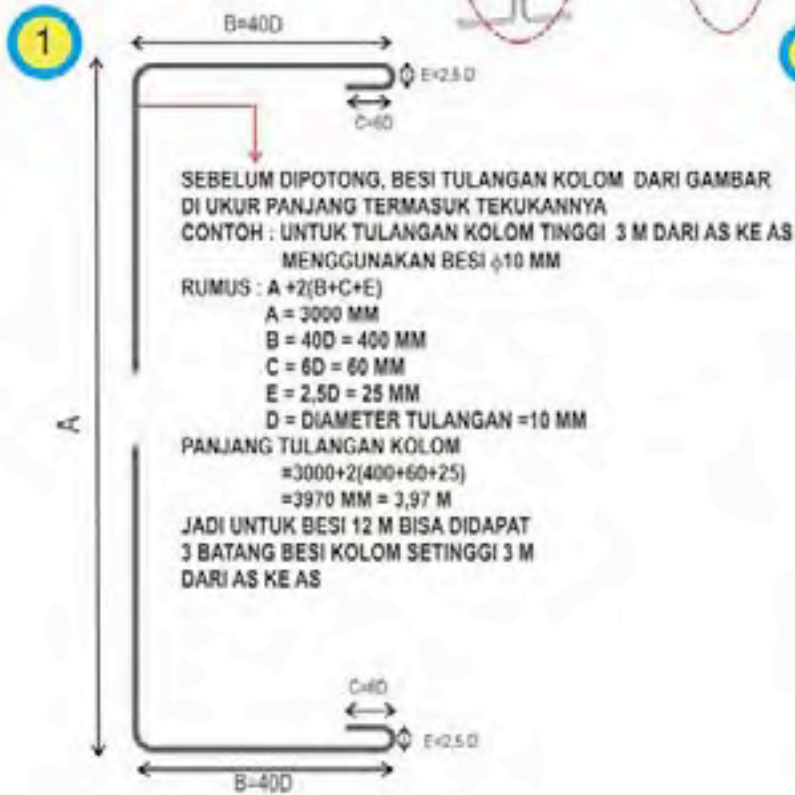 1
B=40D
E=2,5 D
C=6D
SEBELUM DIPOTONG, BESI TULANGAN KOLOM DARI GAMBAR
DI UKUR PANJANG TERMASUK TEKUKANNYA
CONTOH : UNTUK TULANGAN KOLOM TINGGI 3 M DARI AS KE AS
MENGGUNAKAN BESI ϕ10 MM
RUMUS : A +2(B+C+E)
A = 3000 MM
B = 40D = 400 MM
C = 6D = 60 MM
E = 2,5D = 25 MM
D = DIAMETER TULANGAN =10 MM
A
PANJANG TULANGAN KOLOM
=3000+2(400+60+25)
=3970 MM = 3,97 M
JADI UNTUK BESI 12 M BISA DIDAPAT
3 BATANG BESI KOLOM SETINGGI 3 M
DARI AS KE AS
C=6D
E=2,5 D
B=40D